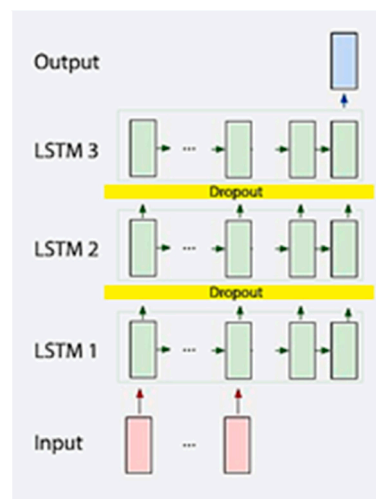 Output
LSTM 3
...
Dropout
LSTM 2
...
Dropout
LSTM 1
...
Input
...